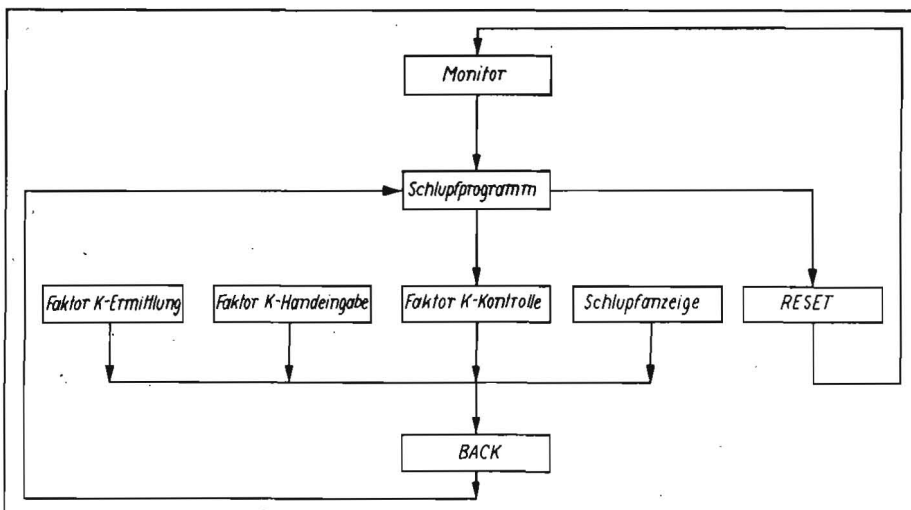 Monitor
Schlupfprogramm
Faktor K-Ermittlung
Faktor K-Handeingabe
Faktor K-Kontrolle
Schlupfanzeige
RESET
BACK